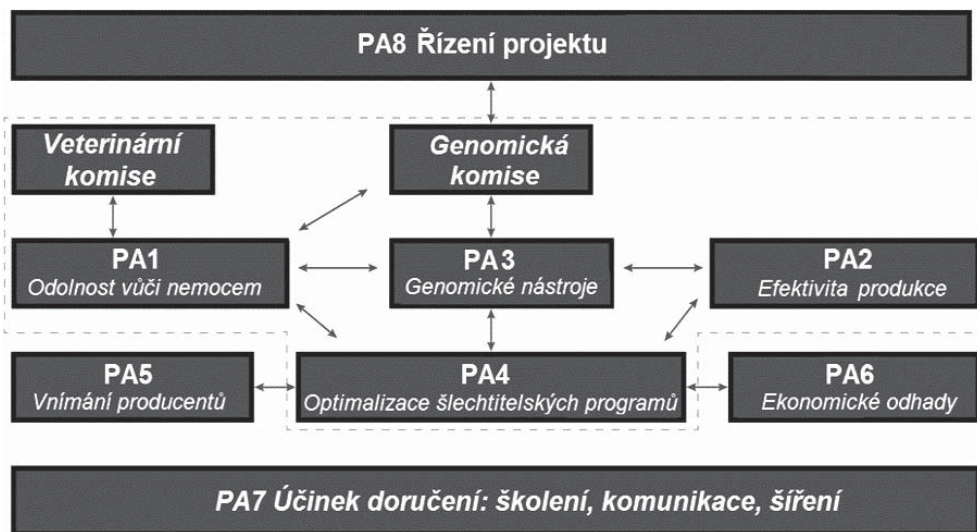 PA8 Řízení projektu
Veterinární
komise
Genomická
komise
PA1
Odolnost vůči nemocem
PA3
Genomické nástroje
PA2
Efektivita produkce
PA5
Vnímání producentů
PA4
Optimalizace šlechtitelských programů
PA6
Ekonomické odhady
PA7 Účinek doručení: školení, komunikace, šíření